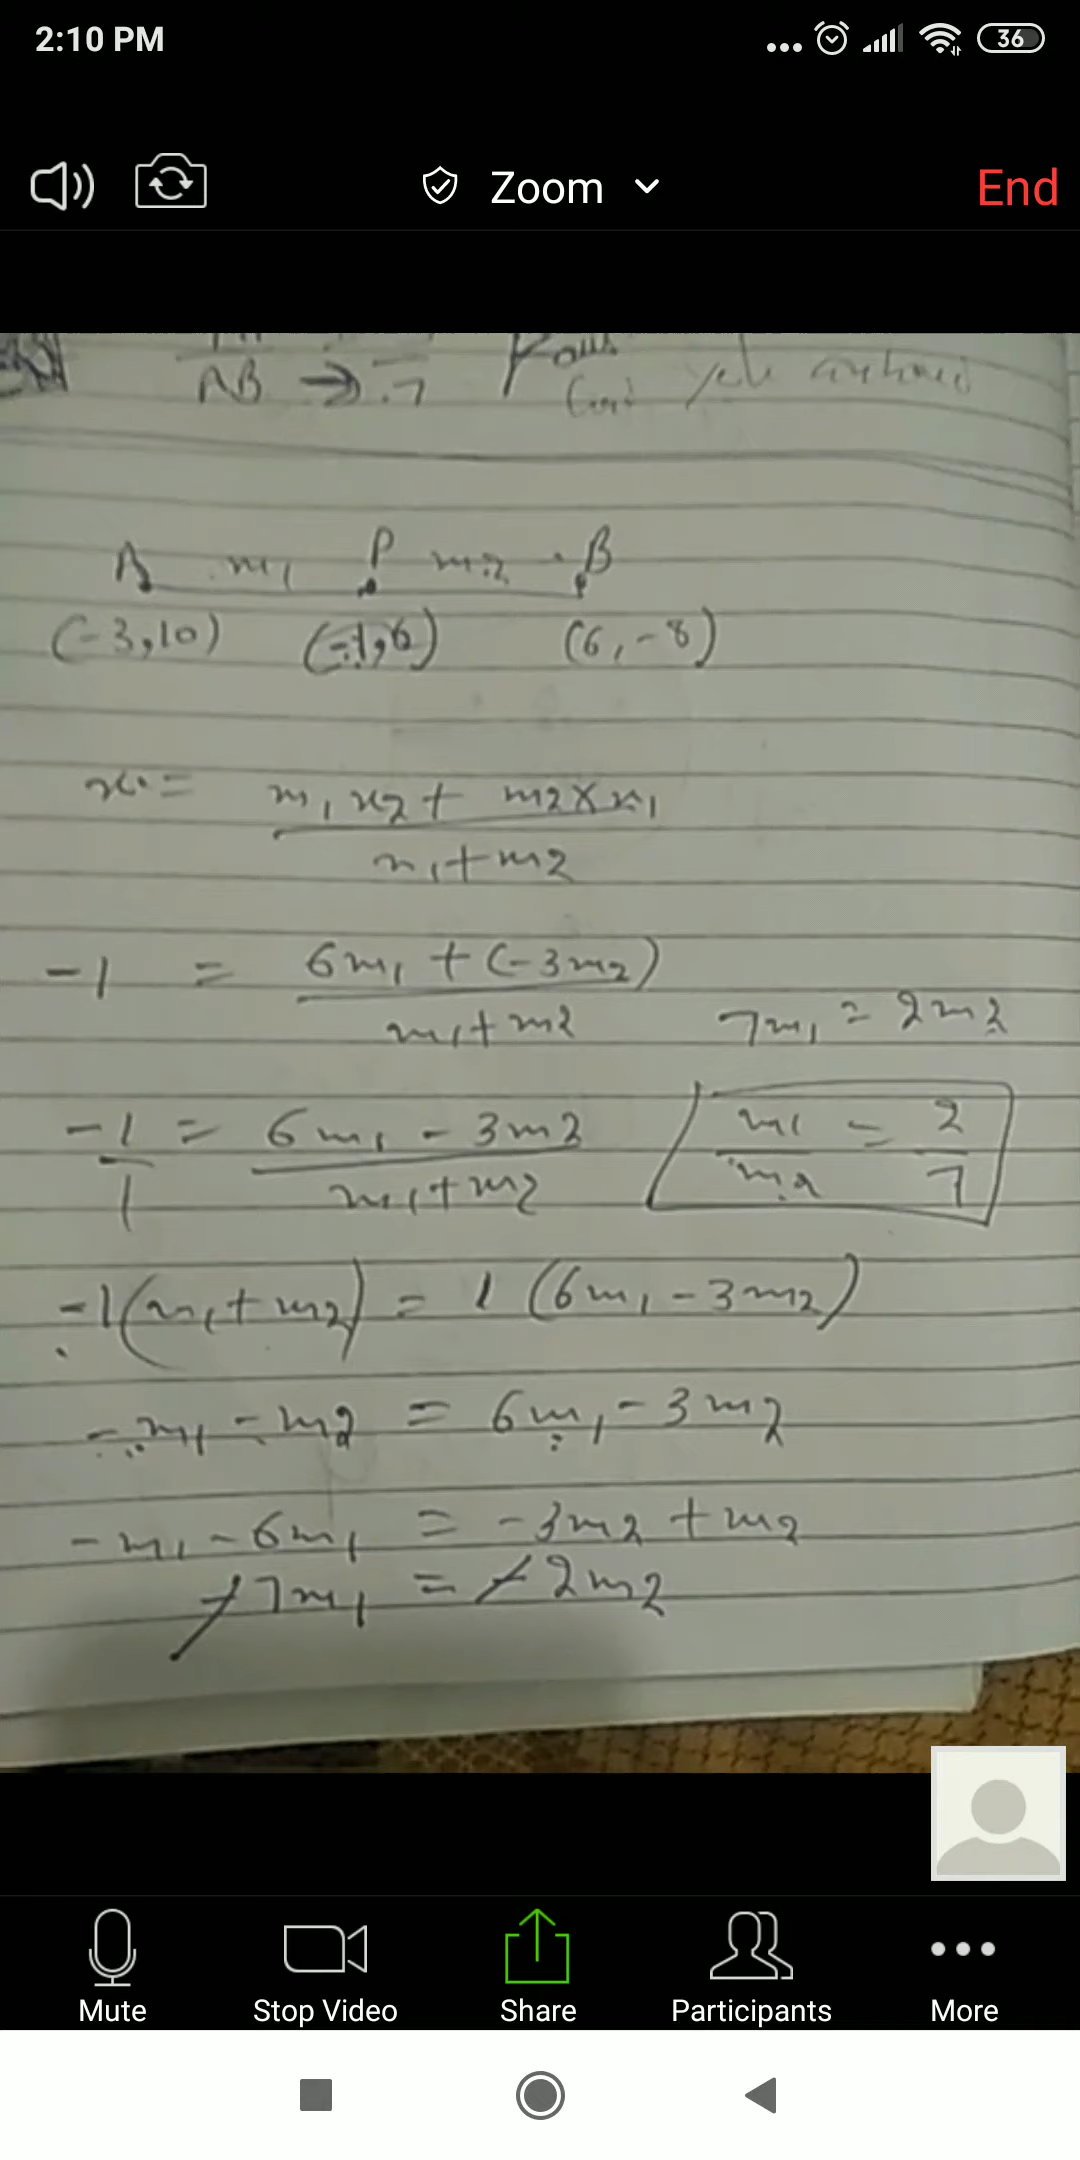 2:10 PM
36
Zoom
End
AB → .7
A m1 P m2 B
(-3,10) (-1,6) (6,-8)
x = m1x2 + m2×x1
m1+m2
-1 = 6m1 + (-3m2)
m1+m2
7m1 = 2m2
-1 = 6m1 - 3m2
1 m1+m2
m1 = 2
m2 7
-1(m1+m2) = 1 (6m1-3m2)
-m1 - m2 = 6m1-3m2
-m1-6m1 = -3m2+m2
-7m1 = -2m2
Mute
Stop Video
Share
Participants
More